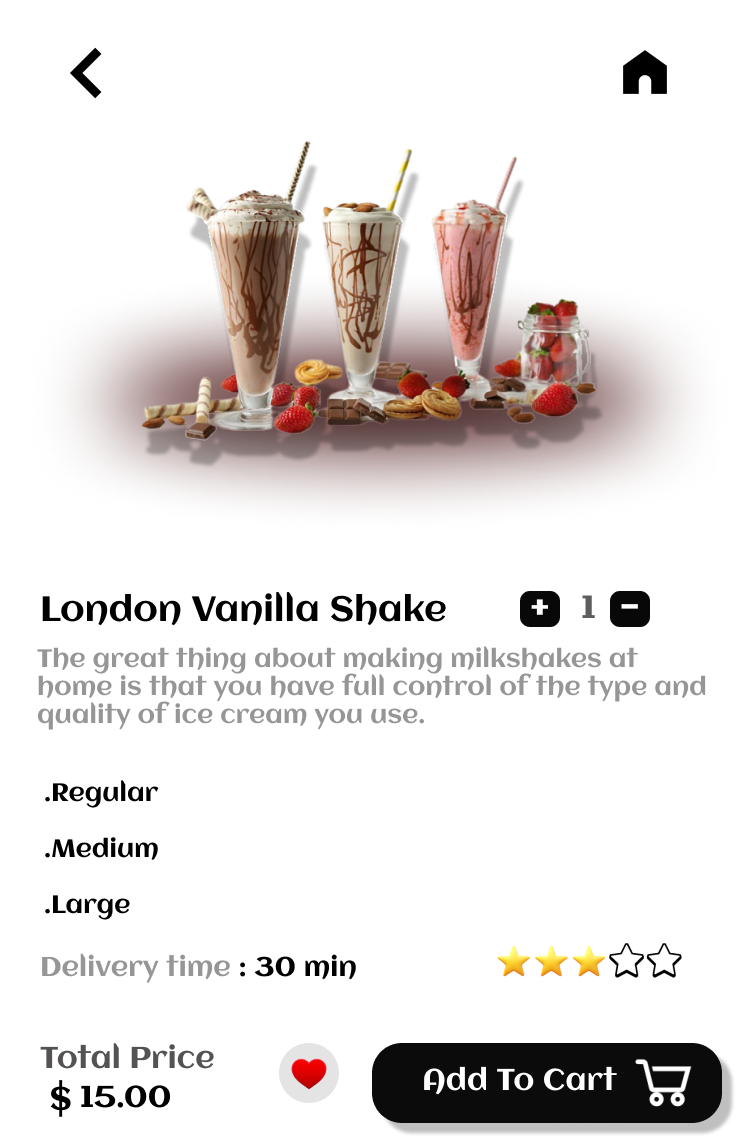 London Vanilla Shake
+ 1 −
The great thing about making milkshakes at
home is that you have full control of the type and
quality of ice cream you use.
.Regular
.Medium
.Large
Delivery time : 30 min
Total Price
$ 15.00
Add To Cart